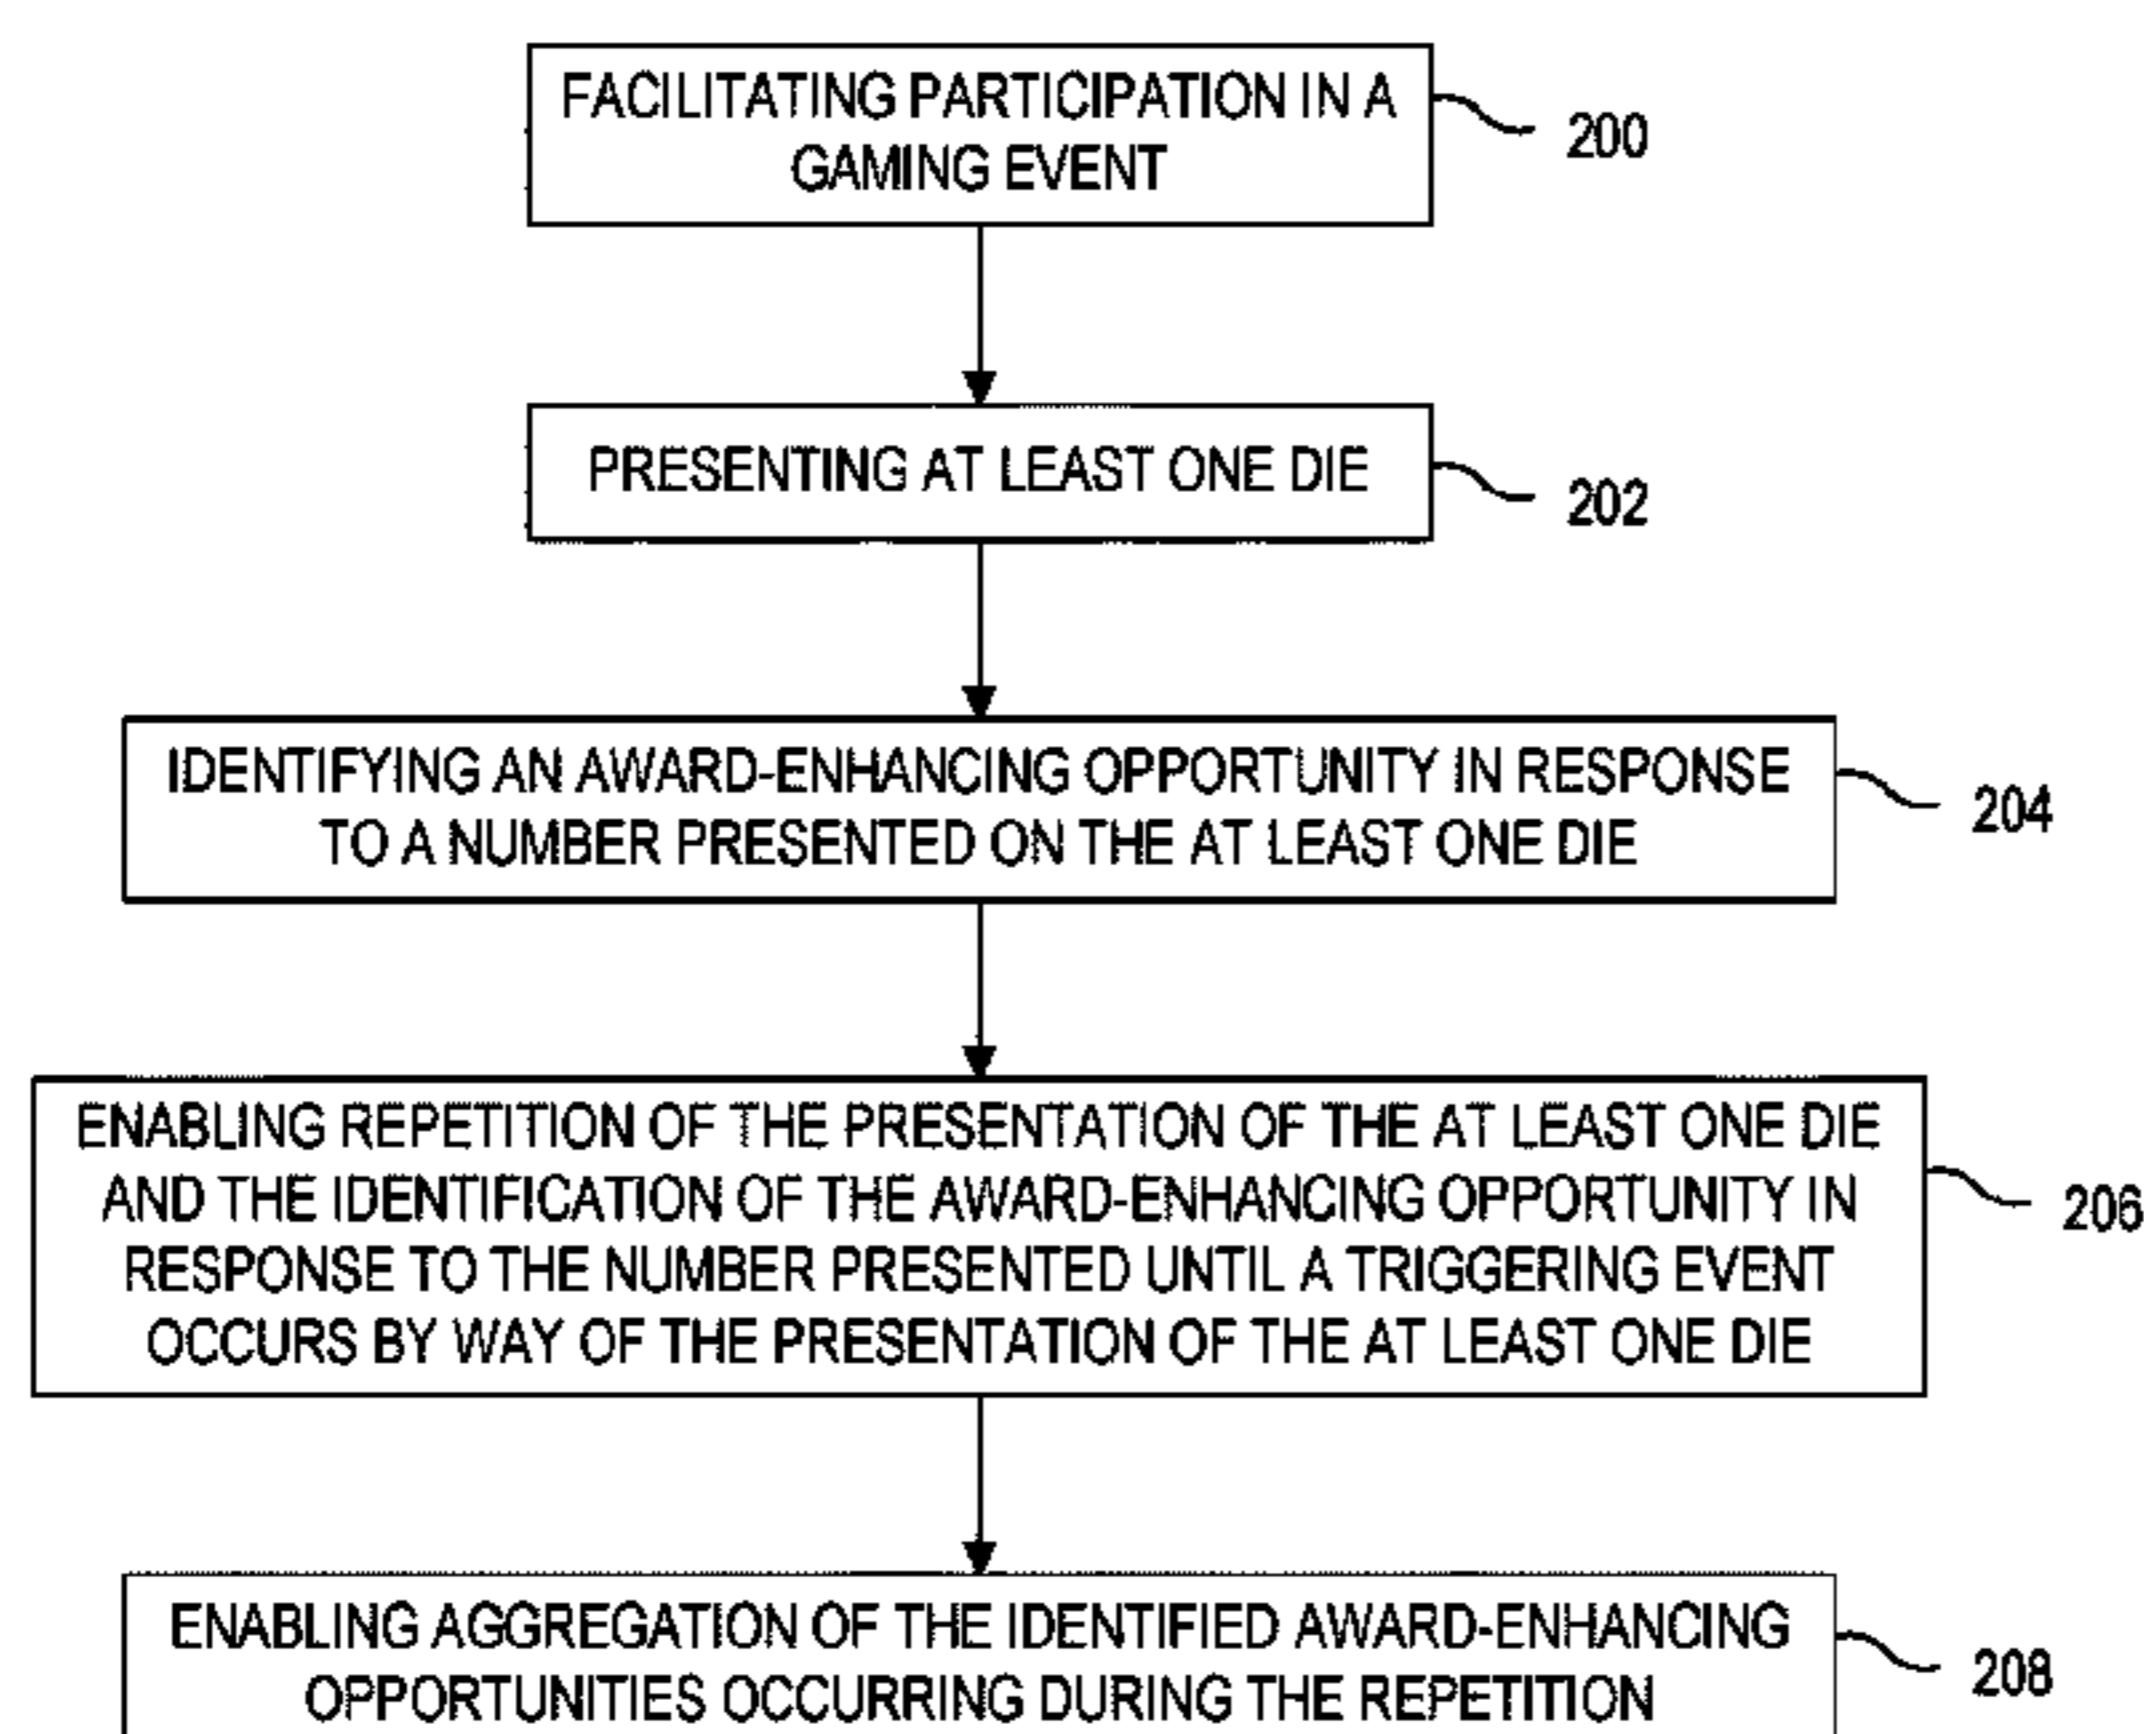 FACILITATING PARTICIPATION IN A
GAMING EVENT
200
PRESENTING AT LEAST ONE DIE
202
IDENTIFYING AN AWARD-ENHANCING OPPORTUNITY IN RESPONSE
TO A NUMBER PRESENTED ON THE AT LEAST ONE DIE
204
ENABLING REPETITION OF THE PRESENTATION OF THE AT LEAST ONE DIE
AND THE IDENTIFICATION OF THE AWARD-ENHANCING OPPORTUNITY IN
RESPONSE TO THE NUMBER PRESENTED UNTIL A TRIGGERING EVENT
OCCURS BY WAY OF THE PRESENTATION OF THE AT LEAST ONE DIE
206
ENABLING AGGREGATION OF THE IDENTIFIED AWARD-ENHANCING
OPPORTUNITIES OCCURRING DURING THE REPETITION
208